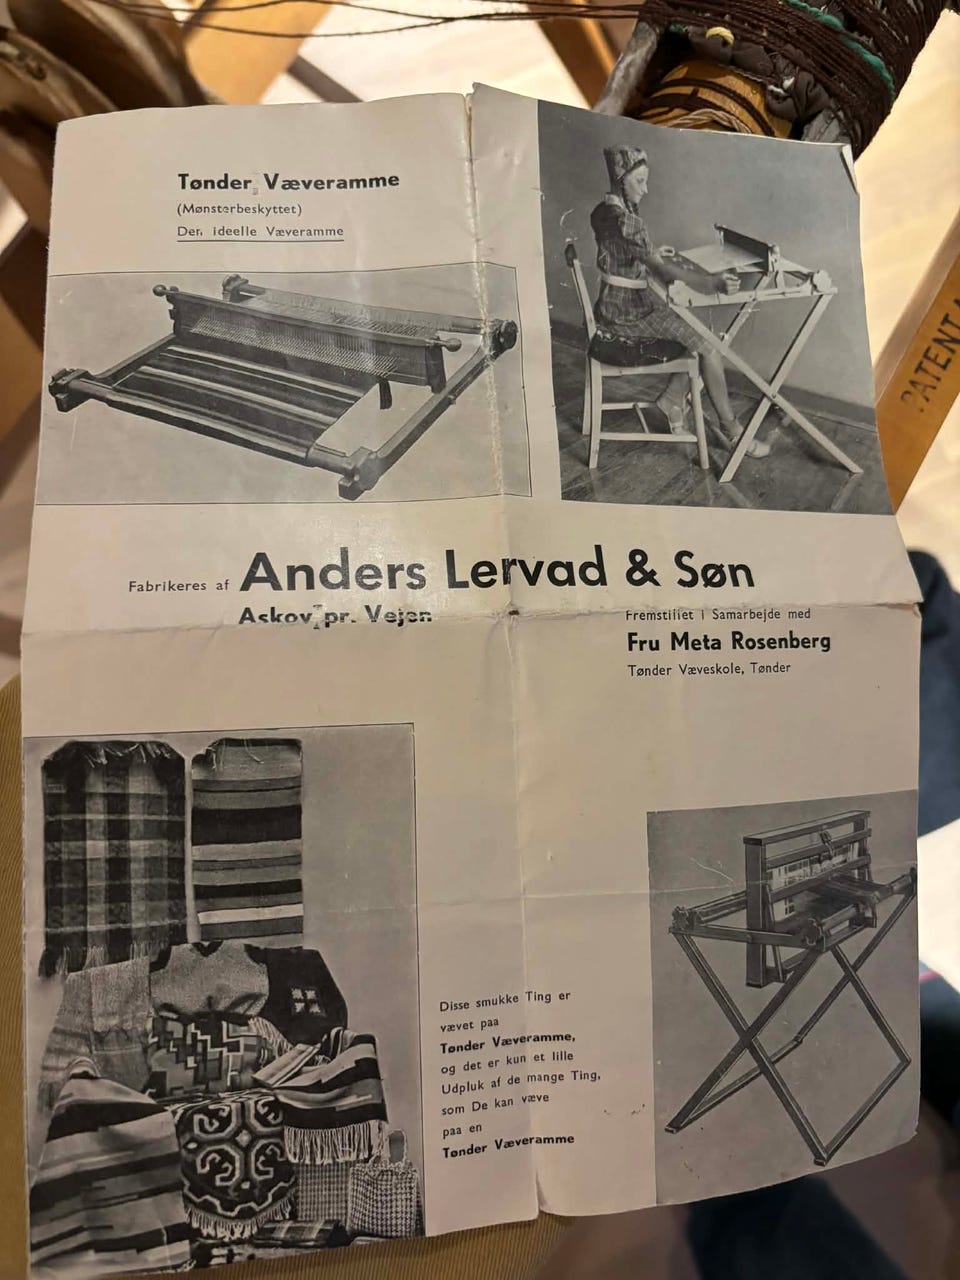 Tønder Væveramme
(Mønsterbeskyttet)
Den ideelle Væveramme
Fabrikeres af Anders Lervad & Søn
Askov pr. Vejen
Fremstillet i Samarbejde med
Fru Meta Rosenberg
Tønder Væveskole, Tønder
Disse smukke Ting er
vævet paa
Tønder Væveramme,
og det er kun et lille
Udpluk af de mange Ting,
som De kan væve
paa en
Tønder Væveramme
PATENT A